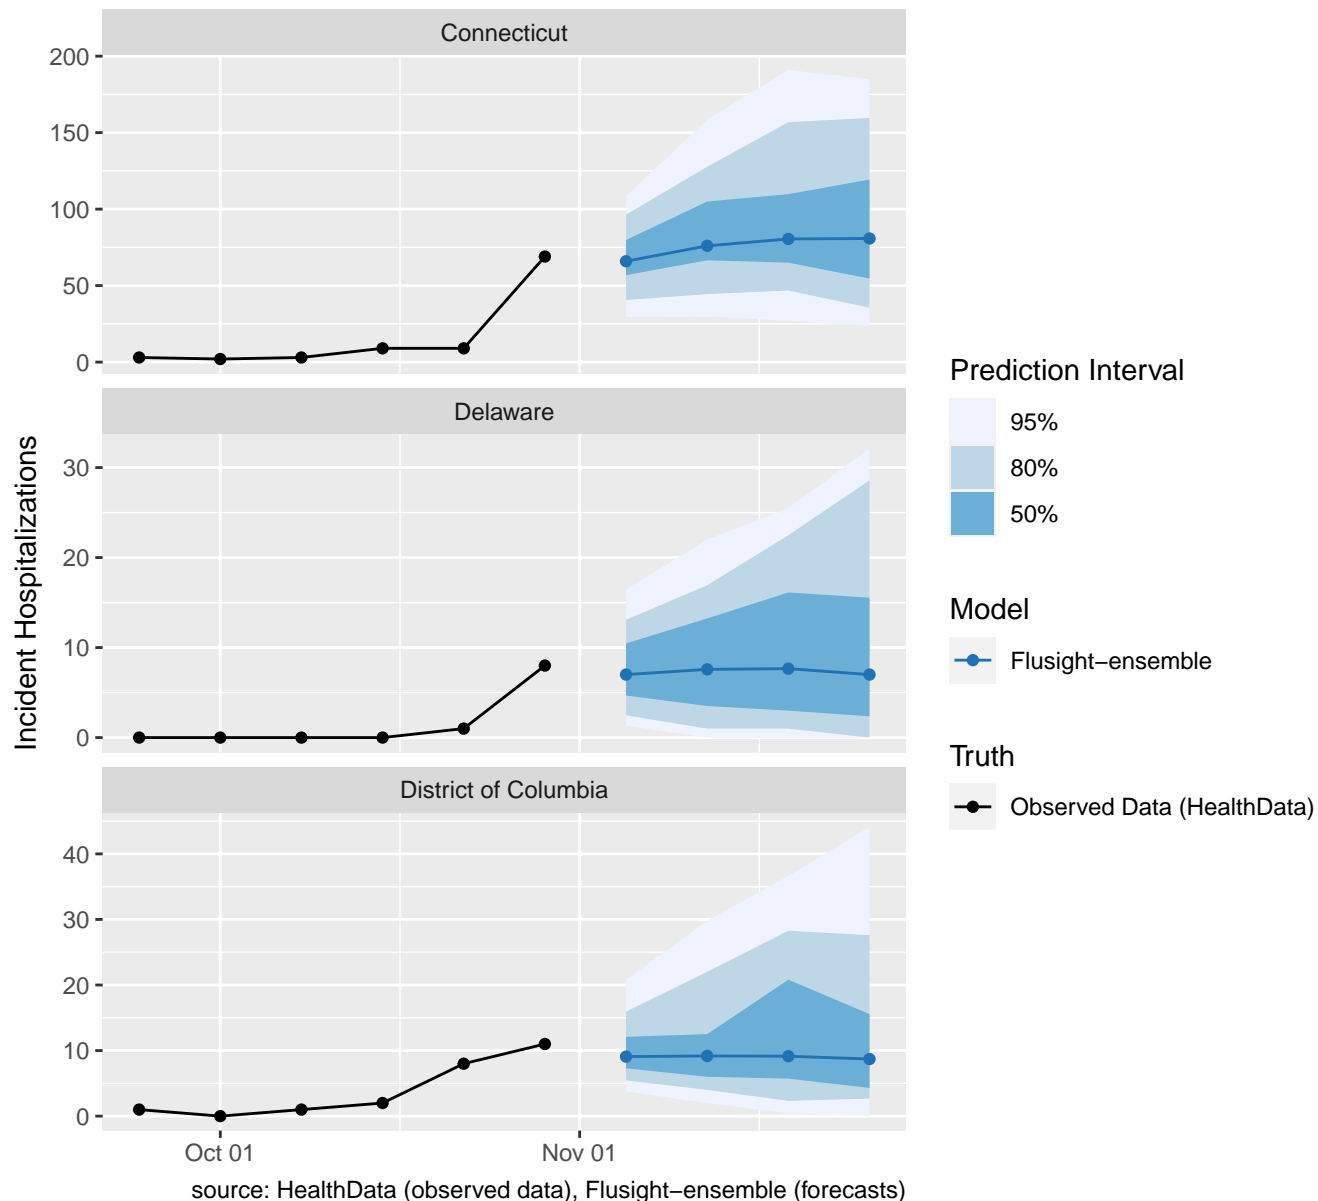 Connecticut
200
150
100
50
0
Delaware
30
20
10
0
District of Columbia
40
30
20
10
0
Oct 01
Nov 01
Incident Hospitalizations
source: HealthData (observed data), Flusight−ensemble (forecasts)
Prediction Interval
95%
80%
50%
Model
Flusight−ensemble
Truth
Observed Data (HealthData)